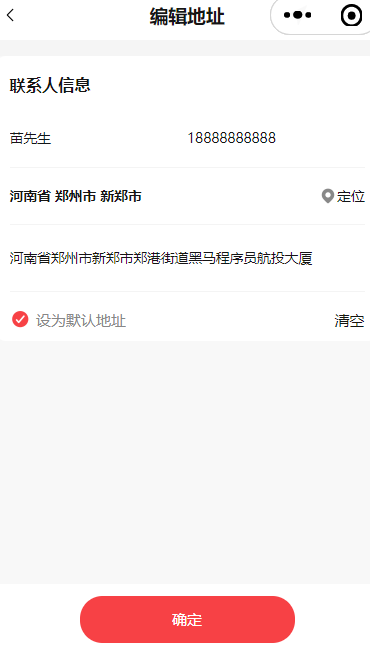 编辑地址
联系人信息
苗先生 18888888888
河南省 郑州市 新郑市 定位
河南省郑州市新郑市郑港街道黑马程序员航投大厦
设为默认地址 清空
确定